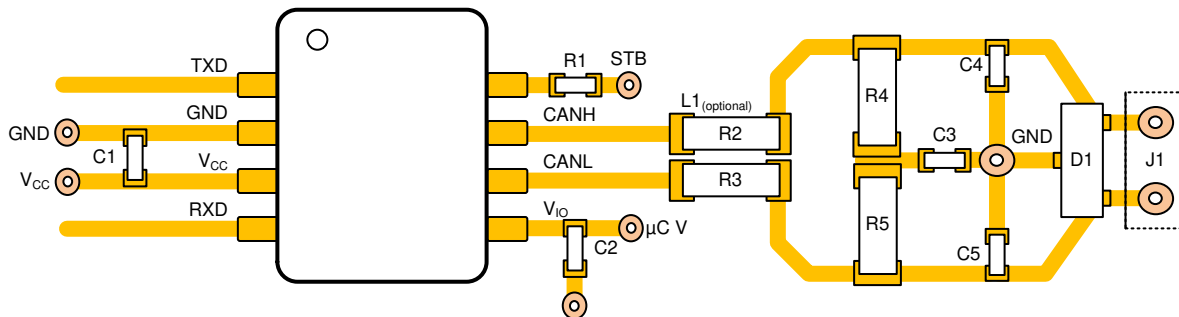 TXD
GND
GND
C1
VCC
VCC
RXD
R1
STB
CANH
CANL
VIO
µC V
C2
L1(optional)
R2
R3
R4
R5
C3
C4
C5
GND
D1
J1